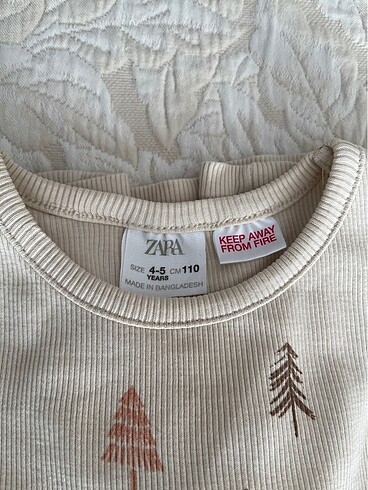 ZARA
SIZE 4-5 CM 110
YEARS
MADE IN BANGLADESH
KEEP AWAY
FROM FIRE